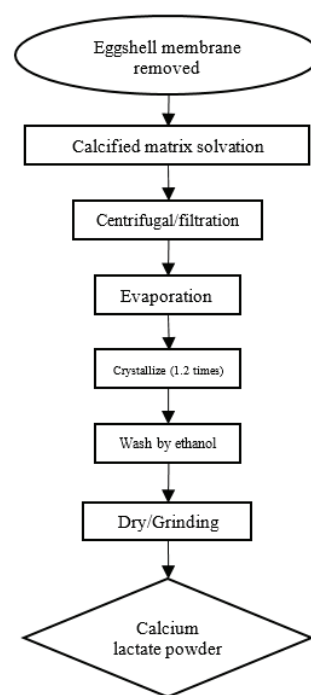 Eggshell membrane
removed
Calcified matrix solvation
Centrifugal/filtration
Evaporation
Crystallize (1.2 times)
Wash by ethanol
Dry/Grinding
Calcium
lactate powder